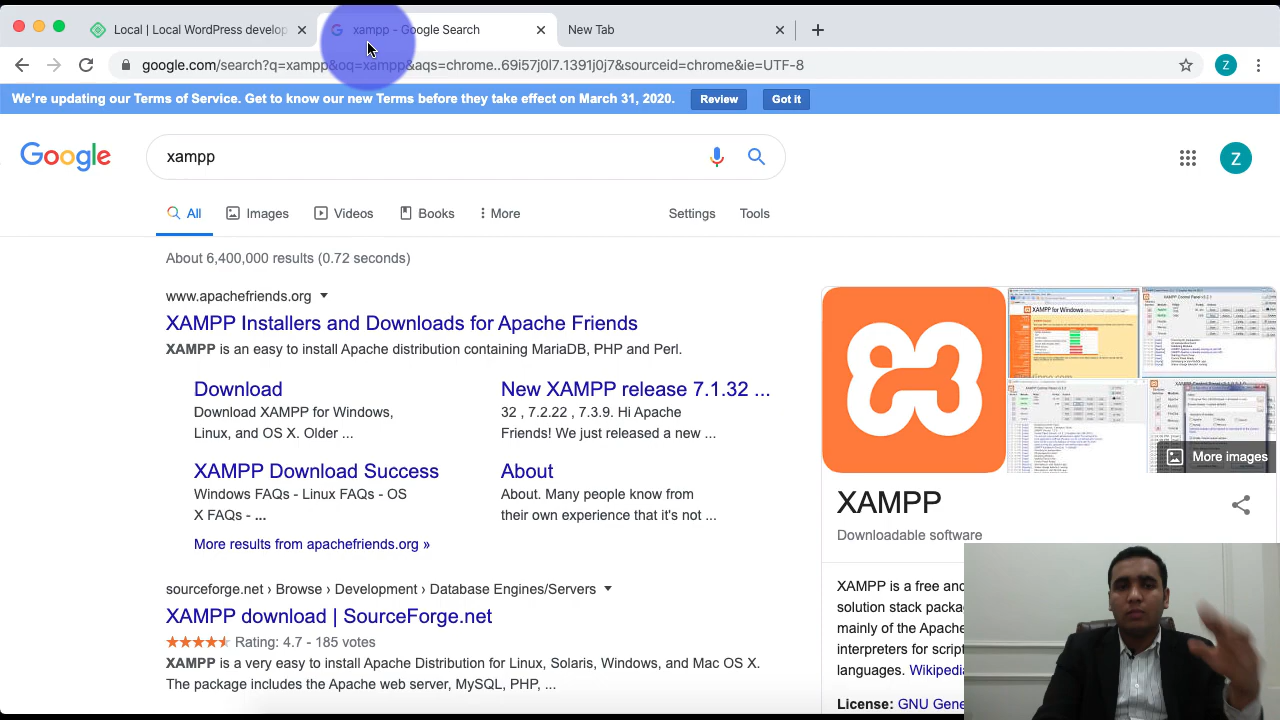 Local | Local WordPress develop
xampp - Google Search
New Tab
google.com/search?q=xampp&oq=xampp&aqs=chrome..69i57j0l7.1391j0j7&sourceid=chrome&ie=UTF-8
Z
We're updating our Terms of Service. Get to know our new Terms before they take effect on March 31, 2020.
Review
Got it
Google
xampp
Z
All
Images
Videos
Books
More
Settings
Tools
About 6,400,000 results (0.72 seconds)
www.apachefriends.org
XAMPP Installers and Downloads for Apache Friends
XAMPP is an easy to install Apache distribution containing MariaDB, PHP and Perl.
Download
Download XAMPP for Windows,
Linux, and OS X. Older ...
New XAMPP release 7.1.32 ...
32 , 7.2.22 , 7.3.9. Hi Apache
Friends! We just released a new ...
XAMPP Download Success
Windows FAQs - Linux FAQs - OS
X FAQs - ...
About
About. Many people know from
their own experience that it's not ...
More results from apachefriends.org »
sourceforge.net › Browse › Development › Database Engines/Servers
XAMPP download | SourceForge.net
Rating: 4.7 - 185 votes
XAMPP is a very easy to install Apache Distribution for Linux, Solaris, Windows, and Mac OS X.
The package includes the Apache web server, MySQL, PHP, ...
More images
XAMPP
Downloadable software
XAMPP is a free and
solution stack packa
mainly of the Apache
interpreters for script
languages. Wikipedia
License: GNU Gene